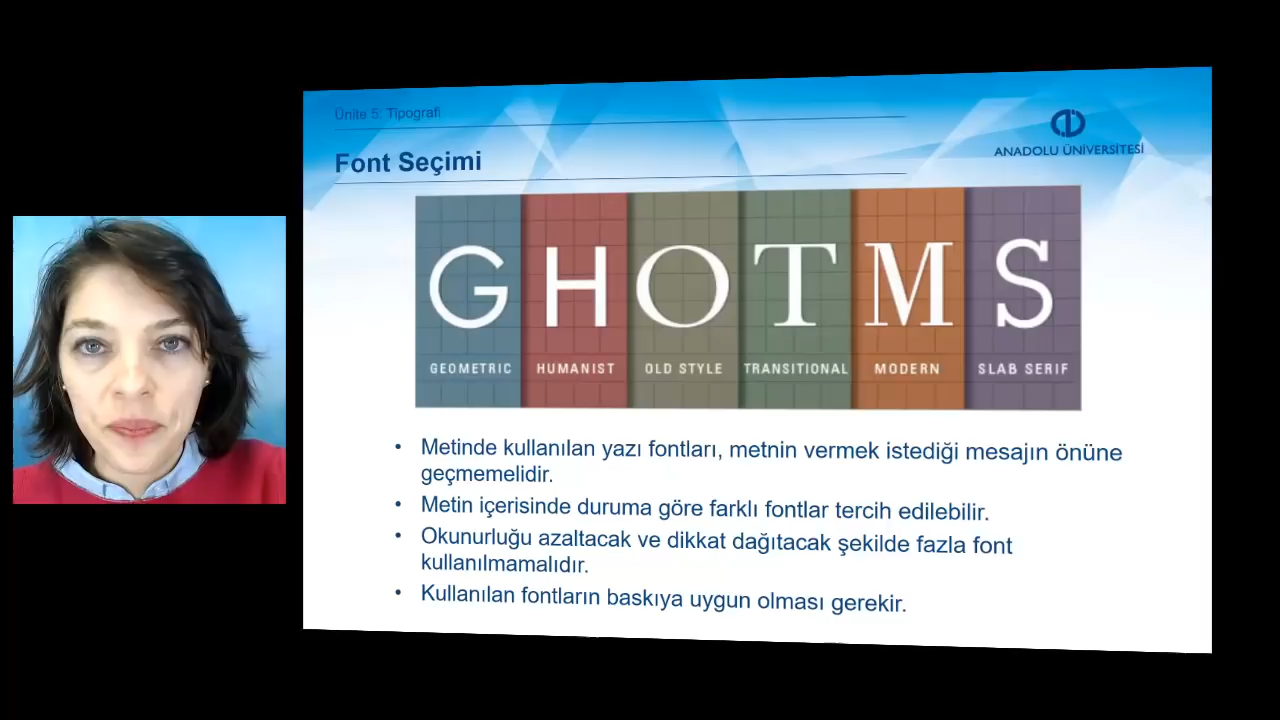 Ünite 5: Tipografi
ANADOLU ÜNİVERSİTESİ
Font Seçimi
G H O T M S
GEOMETRIC HUMANIST OLD STYLE TRANSITIONAL MODERN SLAB SERIF
• Metinde kullanılan yazı fontları, metnin vermek istediği mesajın önüne
geçmemelidir.
• Metin içerisinde duruma göre farklı fontlar tercih edilebilir.
• Okunurluğu azaltacak ve dikkat dağıtacak şekilde fazla font
kullanılmamalıdır.
• Kullanılan fontların baskıya uygun olması gerekir.